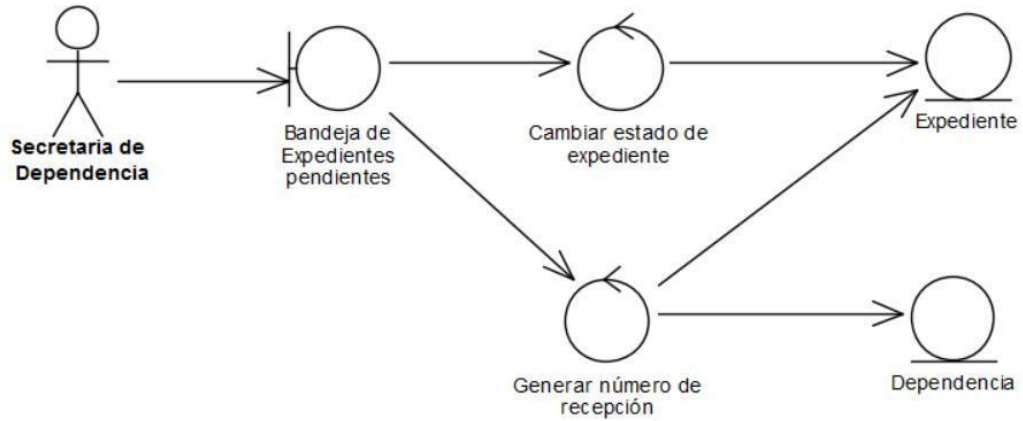 Secretaria de
Dependencia
Bandeja de
Expedientes
pendientes
Cambiar estado de
expediente
Expediente
Generar número de
recepción
Dependencia